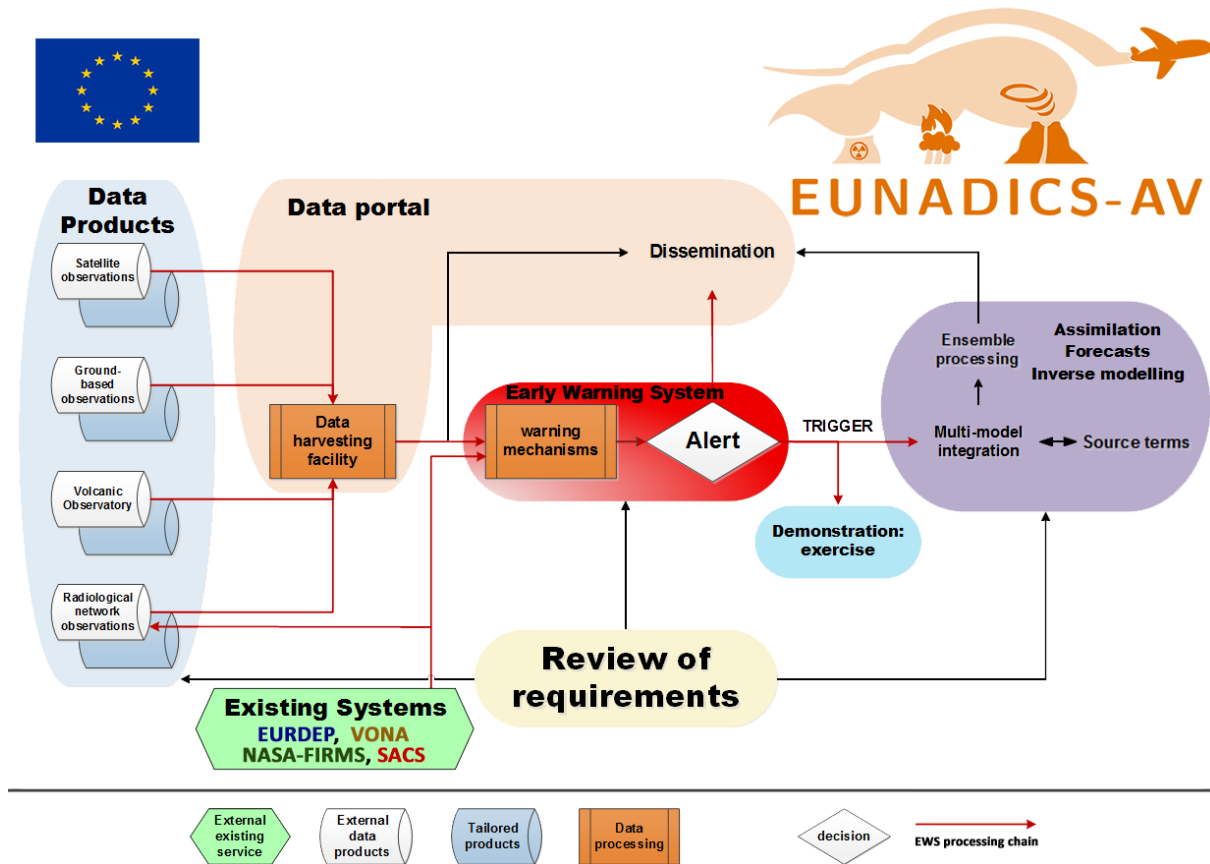 EUNADICS-AV
Data
Products
Satellite
observations
Ground-
based
observations
Volcanic
Observatory
Radiological
network
observations
Data portal
Dissemination
Data
harvesting
facility
Early Warning System
warning
mechanisms
Alert
TRIGGER
Demonstration:
exercise
Assimilation
Forecasts
Inverse modelling
Ensemble
processing
Multi-model
integration
Source terms
Review of
requirements
Existing Systems
EURDEP, VONA
NASA-FIRMS, SACS
External
existing
service
External
data
products
Tailored
products
Data
processing
decision
EWS processing chain